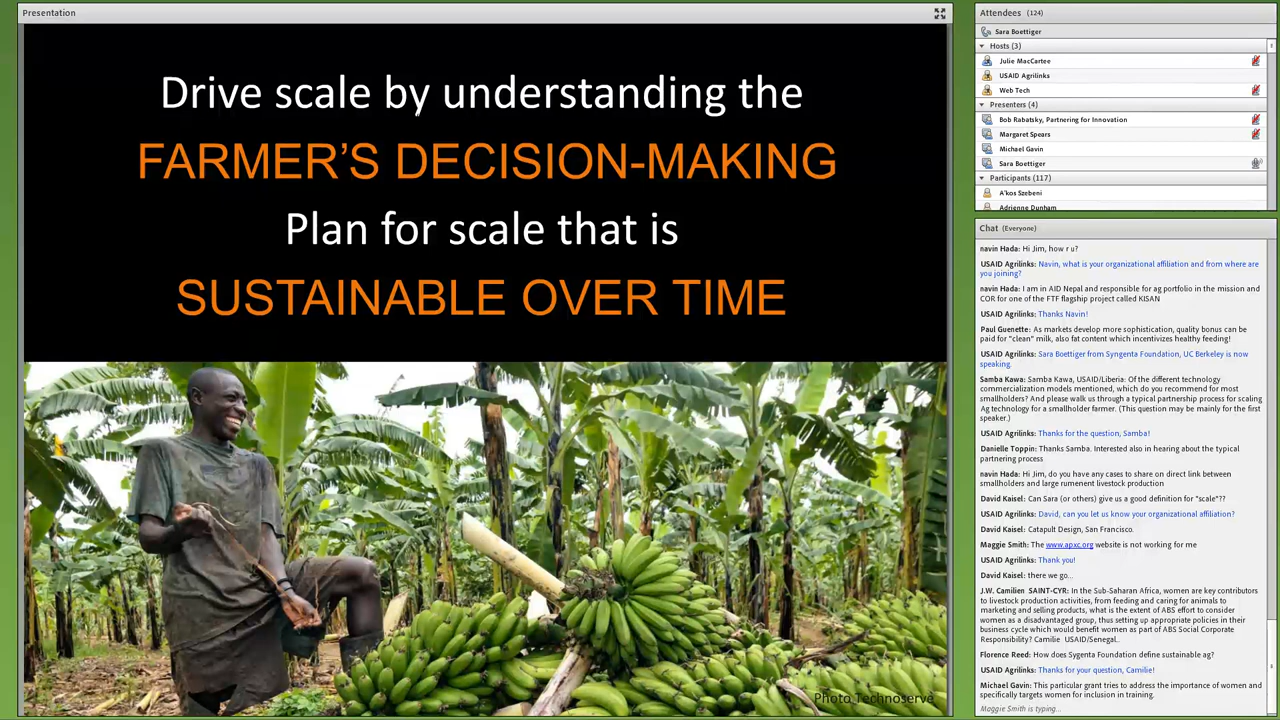 Presentation
Drive scale by understanding the
FARMER'S DECISION-MAKING
Plan for scale that is
SUSTAINABLE OVER TIME
Photo Technoserve
Attendees (124)
Sara Boettiger
Hosts (3)
Julie MacCartee
USAID Agrilinks
Web Tech
Presenters (4)
Bob Rabatsky, Partnering for Innovation
Margaret Spears
Michael Gavin
Sara Boettiger
Participants (117)
A'kos Szebeni
Adrienne Dunham
Chat (Everyone)
navin Hada: Hi Jim, how r u?
USAID Agrilinks: Navin, what is your organizational affiliation and from where are
you joining?
navin Hada: I am in AID Nepal and responsible for ag portfolio in the mission and
COR for one of the FTF flagship project called KISAN
USAID Agrilinks: Thanks Navin!
Paul Guenette: As markets develop more sophistication, quality bonus can be
paid for "clean" milk, also fat content which incentivizes healthy feeding!
USAID Agrilinks: Sara Boettiger from Syngenta Foundation, UC Berkeley is now
speaking.
Samba Kawa: Samba Kawa, USAID/Liberia: Of the different technology
commercialization models mentioned, which do you recommend for most
smallholders? And please walk us through a typical partnership process for scaling
Ag technology for a smallholder farmer. (This question may be mainly for the first
speaker.)
USAID Agrilinks: Thanks for the question, Samba!
Danielle Toppin: Thanks Samba. Interested also in hearing about the typical
partnering process
navin Hada: Hi Jim, do you have any cases to share on direct link between
smallholders and large rumenent livestock production
David Kaisel: Can Sara (or others) give us a good definition for "scale"??
USAID Agrilinks: David, can you let us know your organizational affiliation?
David Kaisel: Catapult Design, San Francisco.
Maggie Smith: The www.apxc.org website is not working for me
USAID Agrilinks: Thank you!
David Kaisel: there we go...
J.W. Camilien SAINT-CYR: In the Sub-Saharan Africa, women are key contributors
to livestock production activities, from feeding and caring for animals to
marketing and selling products, what is the extent of ABS effort to consider
women as a disadvantaged group, thus setting up appropriate policies in their
business cycle which would benefit women as part of ABS Social Corporate
Responsibility? Camilie USAID/Senegal..
Florence Reed: How does Sygenta Foundation define sustainable ag?
USAID Agrilinks: Thanks for your question, Camilie!
Michael Gavin: This particular grant tries to address the importance of women and
specifically targets women for inclusion in training.
Maggie Smith is typing...